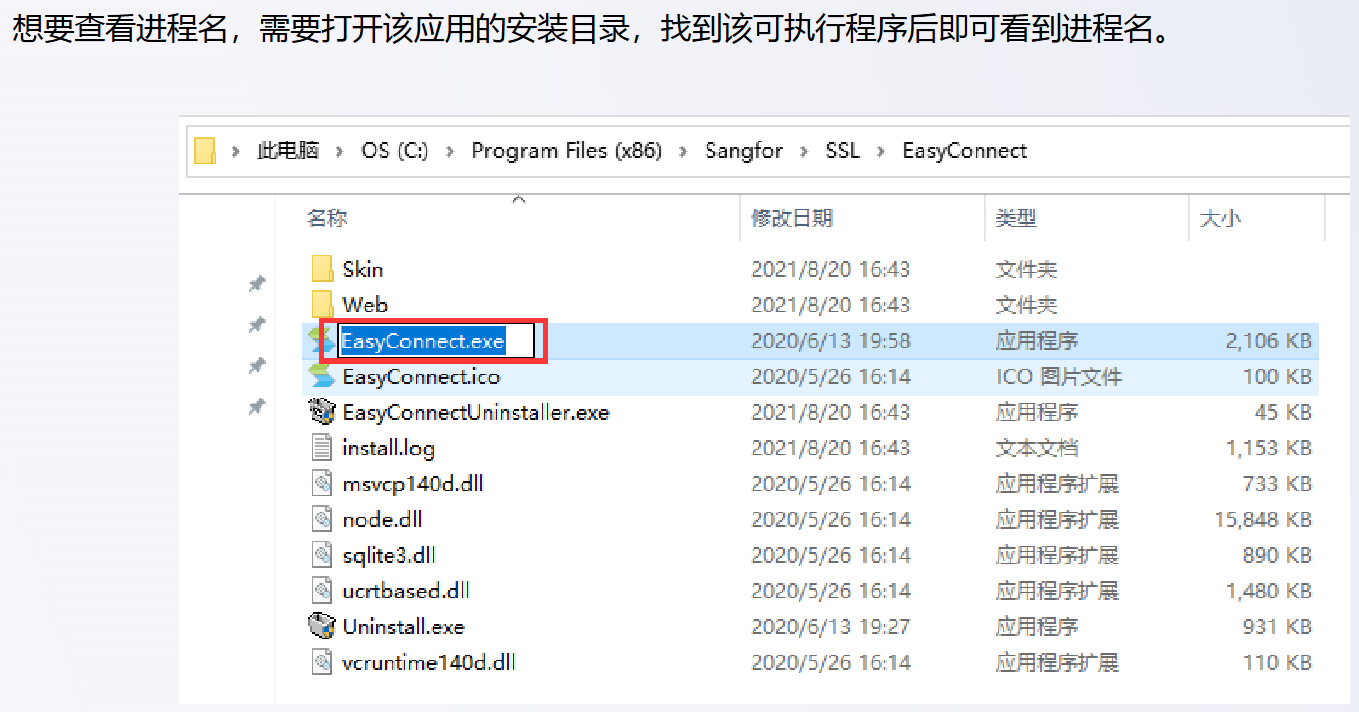 想要查看进程名，需要打开该应用的安装目录，找到该可执行程序后即可看到进程名。
此电脑 › OS (C:) › Program Files (x86) › Sangfor › SSL › EasyConnect
名称 修改日期 类型 大小
Skin 2021/8/20 16:43 文件夹
Web 2021/8/20 16:43 文件夹
EasyConnect.exe 2020/6/13 19:58 应用程序 2,106 KB
EasyConnect.ico 2020/5/26 16:14 ICO 图片文件 100 KB
EasyConnectUninstaller.exe 2021/8/20 16:43 应用程序 45 KB
install.log 2021/8/20 16:43 文本文档 1,153 KB
msvcp140d.dll 2020/5/26 16:14 应用程序扩展 733 KB
node.dll 2020/5/26 16:14 应用程序扩展 15,848 KB
sqlite3.dll 2020/5/26 16:14 应用程序扩展 890 KB
ucrtbased.dll 2020/5/26 16:14 应用程序扩展 1,480 KB
Uninstall.exe 2020/6/13 19:27 应用程序 931 KB
vcruntime140d.dll 2020/5/26 16:14 应用程序扩展 110 KB